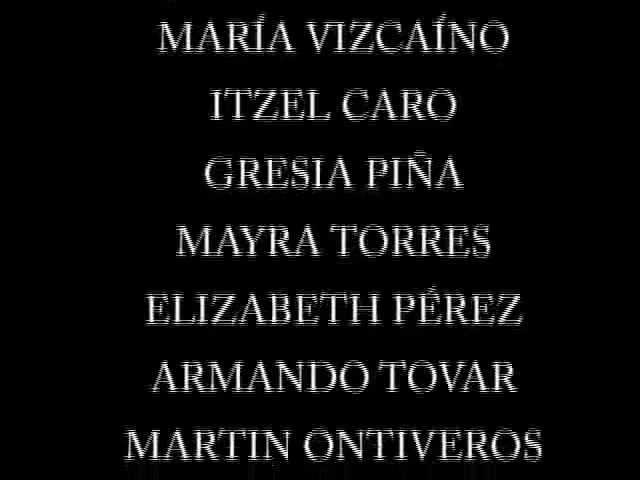 MARÍA VIZCAÍNO
ITZEL CARO
GRESIA PIÑA
MAYRA TORRES
ELIZABETH PÉREZ
ARMANDO TOVAR
MARTIN ONTIVEROS